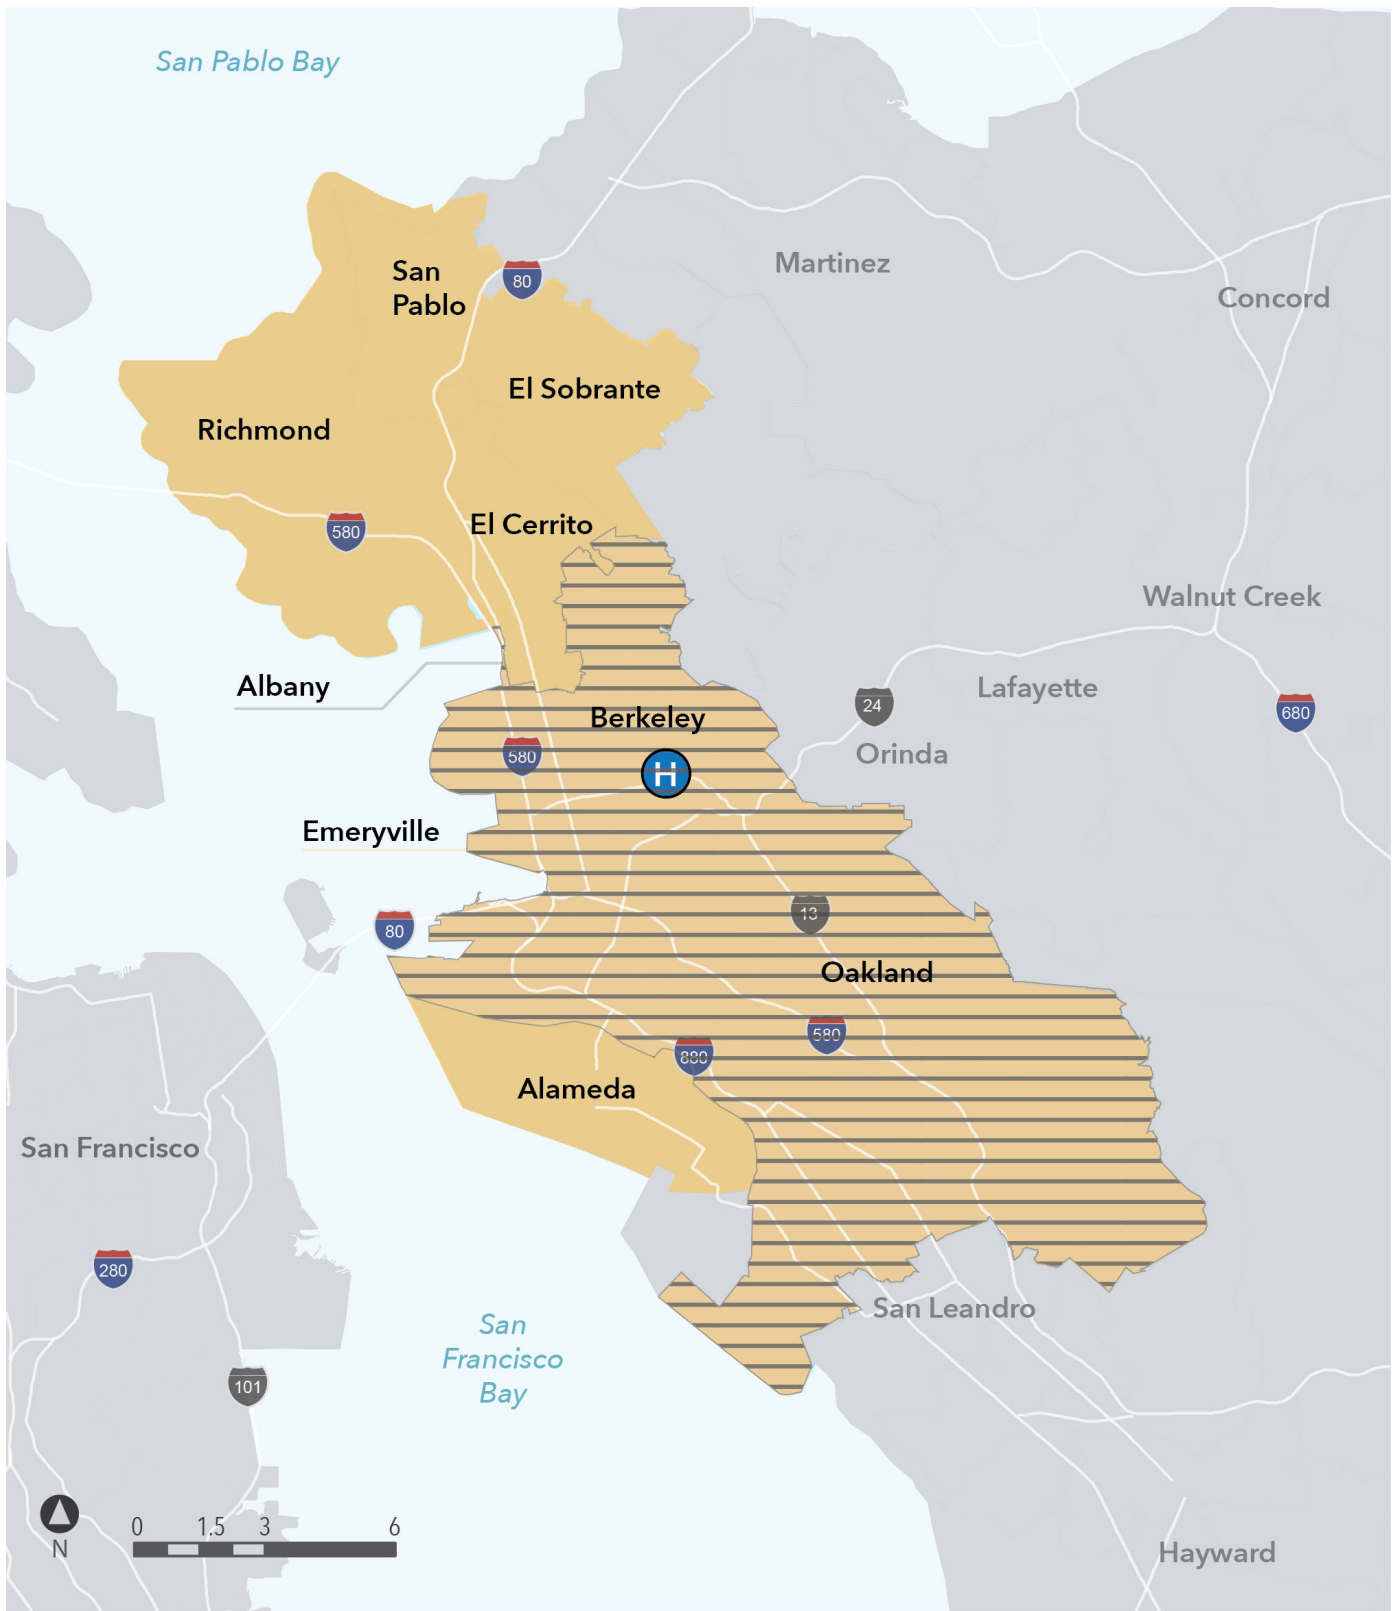 San Pablo Bay
San
Pablo
80
Martinez
Concord
El Sobrante
Richmond
580
El Cerrito
Walnut Creek
Albany
Lafayette
24
680
Berkeley
Orinda
580
H
Emeryville
80
13
Oakland
580
880
Alameda
San Francisco
280
San Leandro
San
Francisco
Bay
101
0 1.5 3 6
N
Hayward